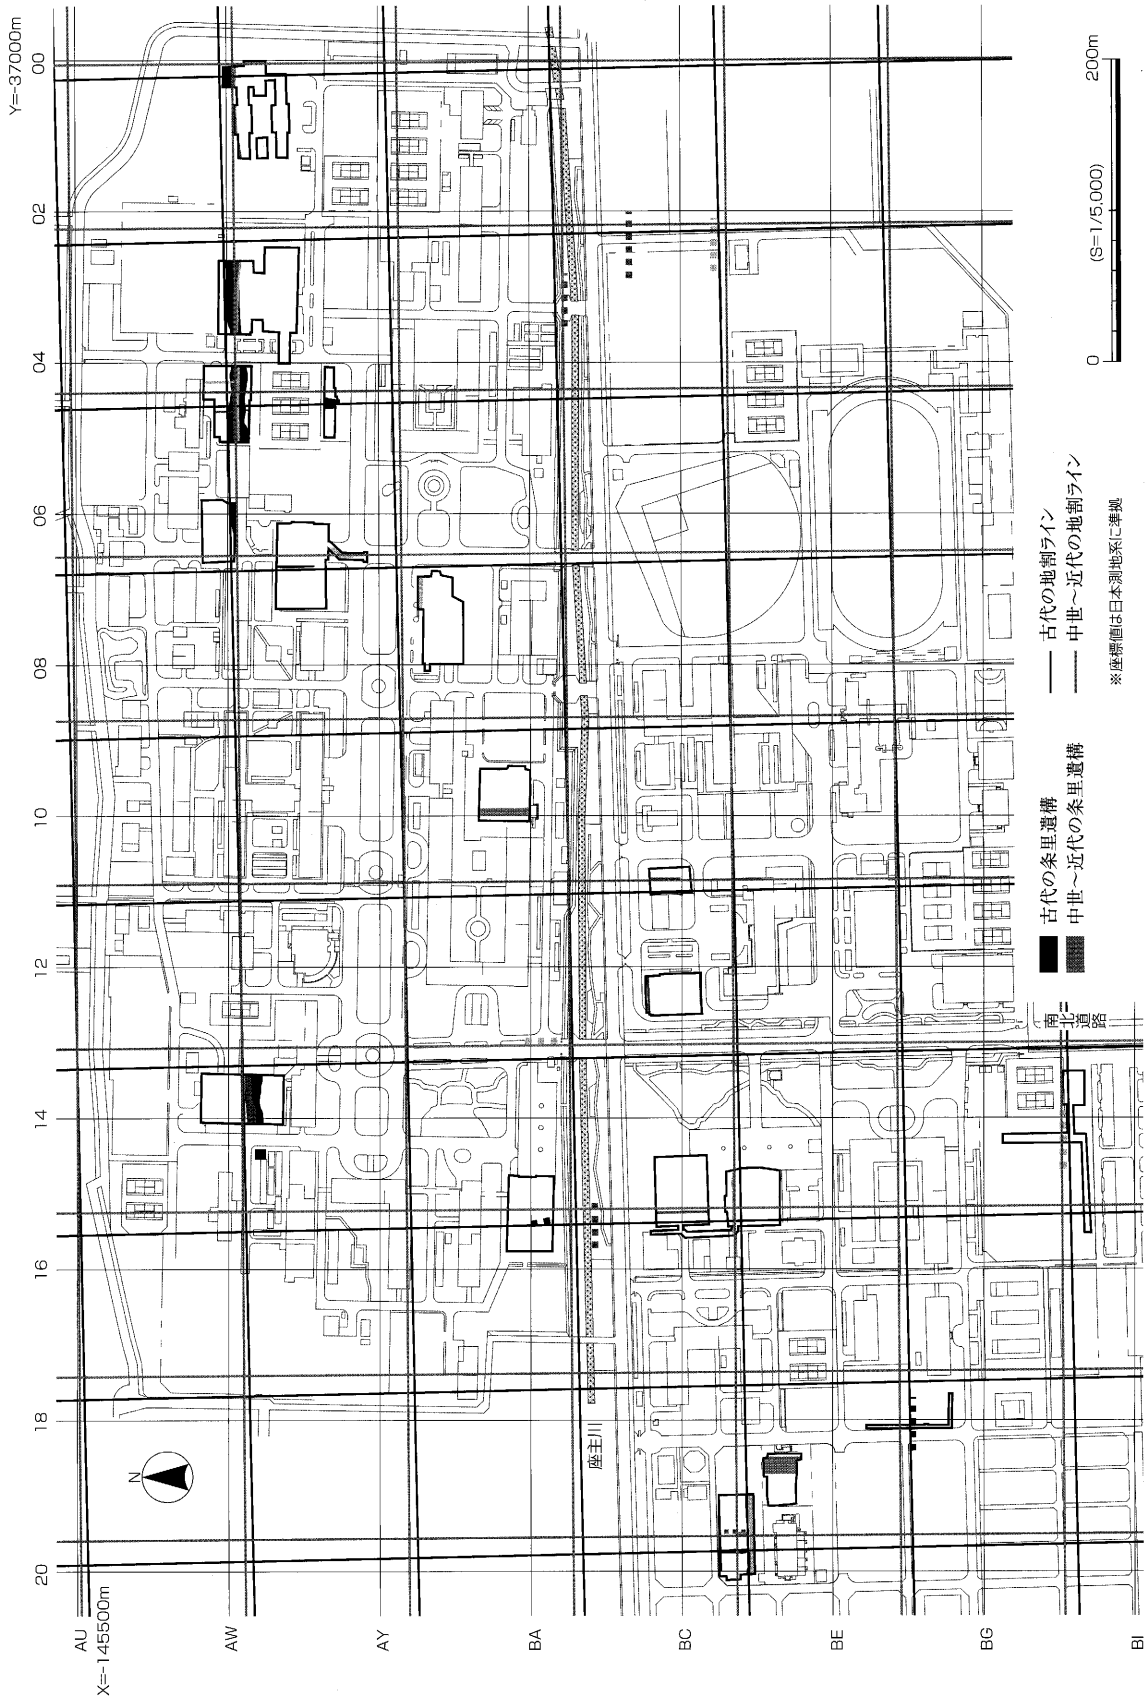 Y=-37000m
00
02
04
06
08
10
12
14
16
18
20
X=-145500m
AU
AW
AY
BA
BC
BE
BG
BI
N
座主川
南北道路
古代の条里遺構
中世～近代の条里遺構
古代の地割ライン
中世～近代の地割ライン
※座標値は日本測地系に準拠
0
(S=1/5,000)
200m